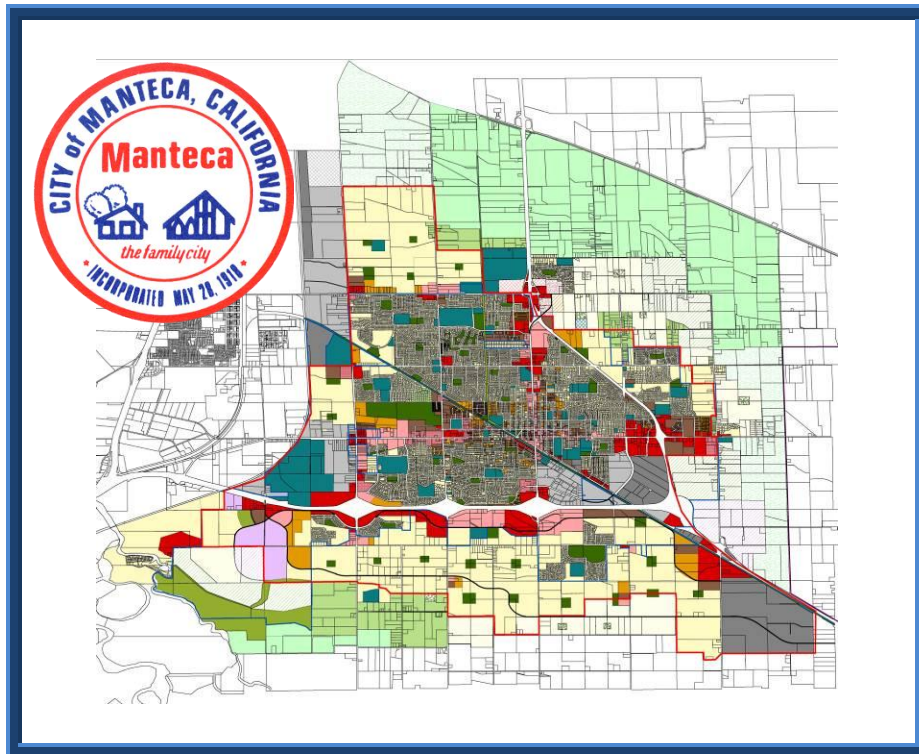 CITY of MANTECA, CALIFORNIA
Manteca
the family city
• INCORPORATED MAY 28, 1918 •